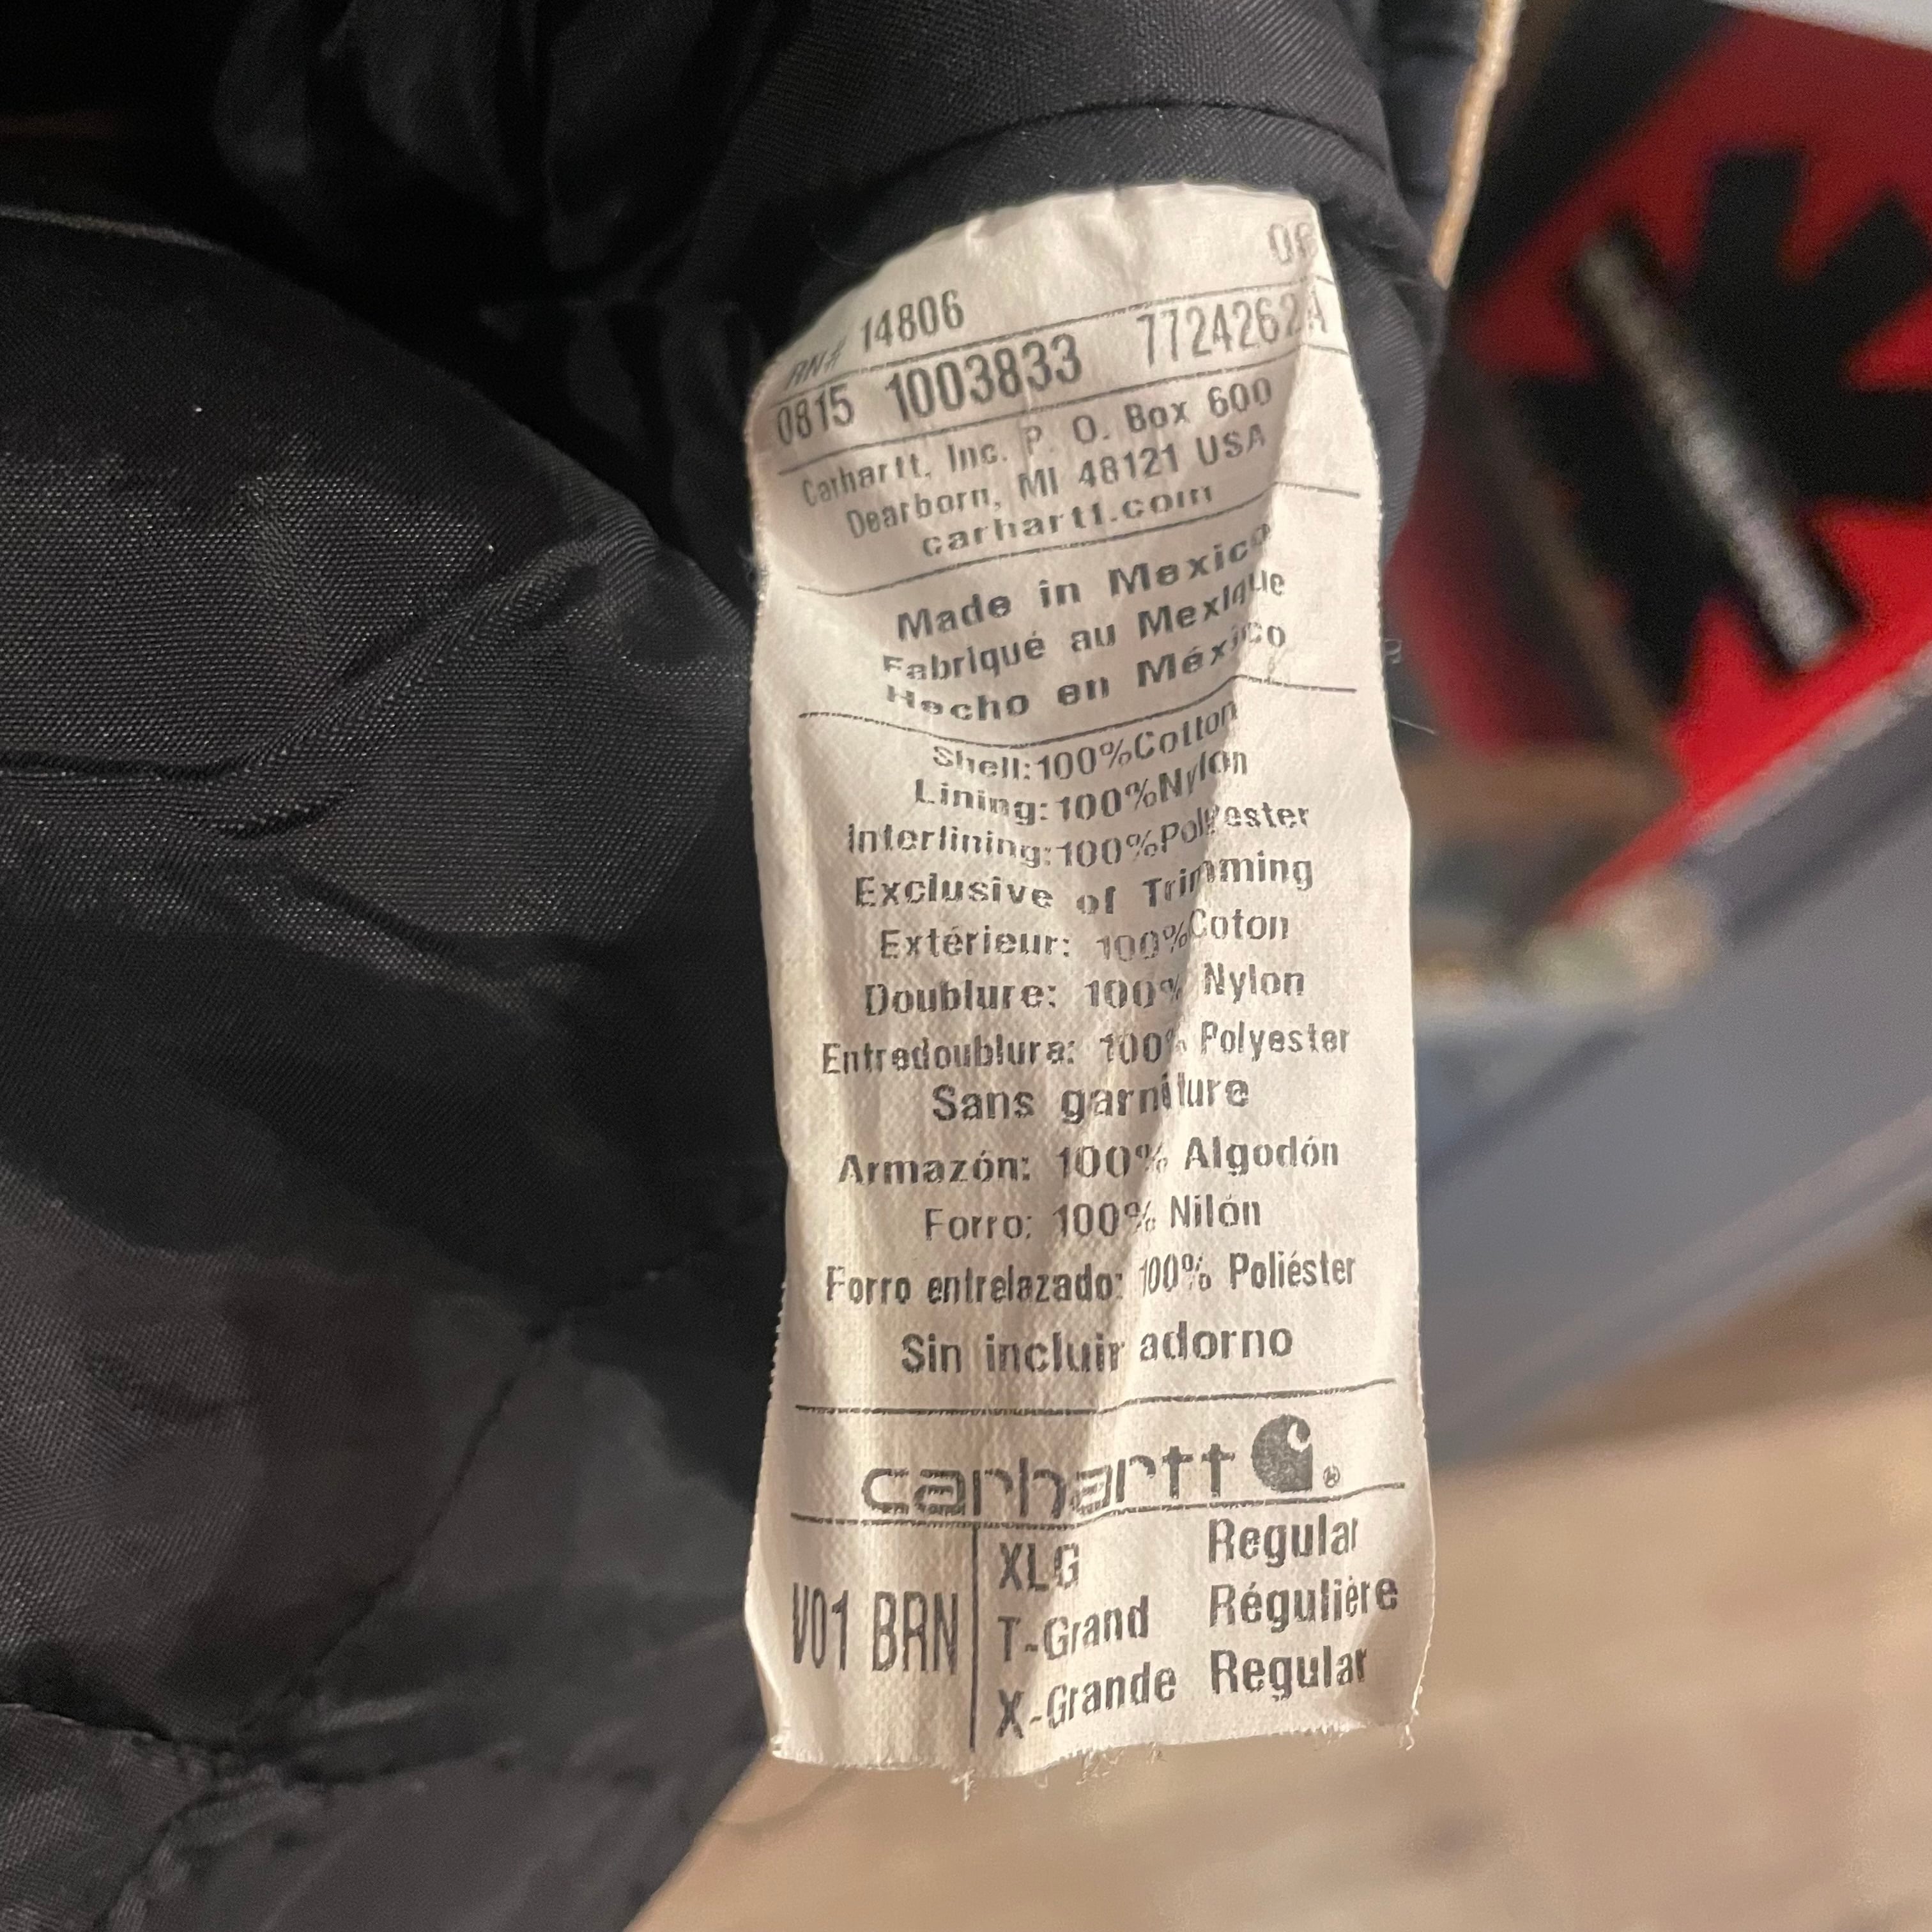 RN# 14806
0815 1003833 7724262A
Carhartt, Inc. P. O. Box 600
Dearborn, MI 48121 USA
carhartt.com
Made in Mexico
Fabriqué au Mexique
Hecho en México
Shell:100%Cotton
Lining:100%Nylon
Interlining:100%Polyester
Exclusive of Trimming
Extérieur: 100%Coton
Doublure: 100% Nylon
Entredoublura: 100% Polyester
Sans garniture
Armazón: 100% Algodón
Forro: 100% Nilón
Forro entrelazado: 100% Poliéster
Sin incluir adorno
carhartt
V01 BRN
XLG Regular
T-Grand Régulière
X-Grande Regular